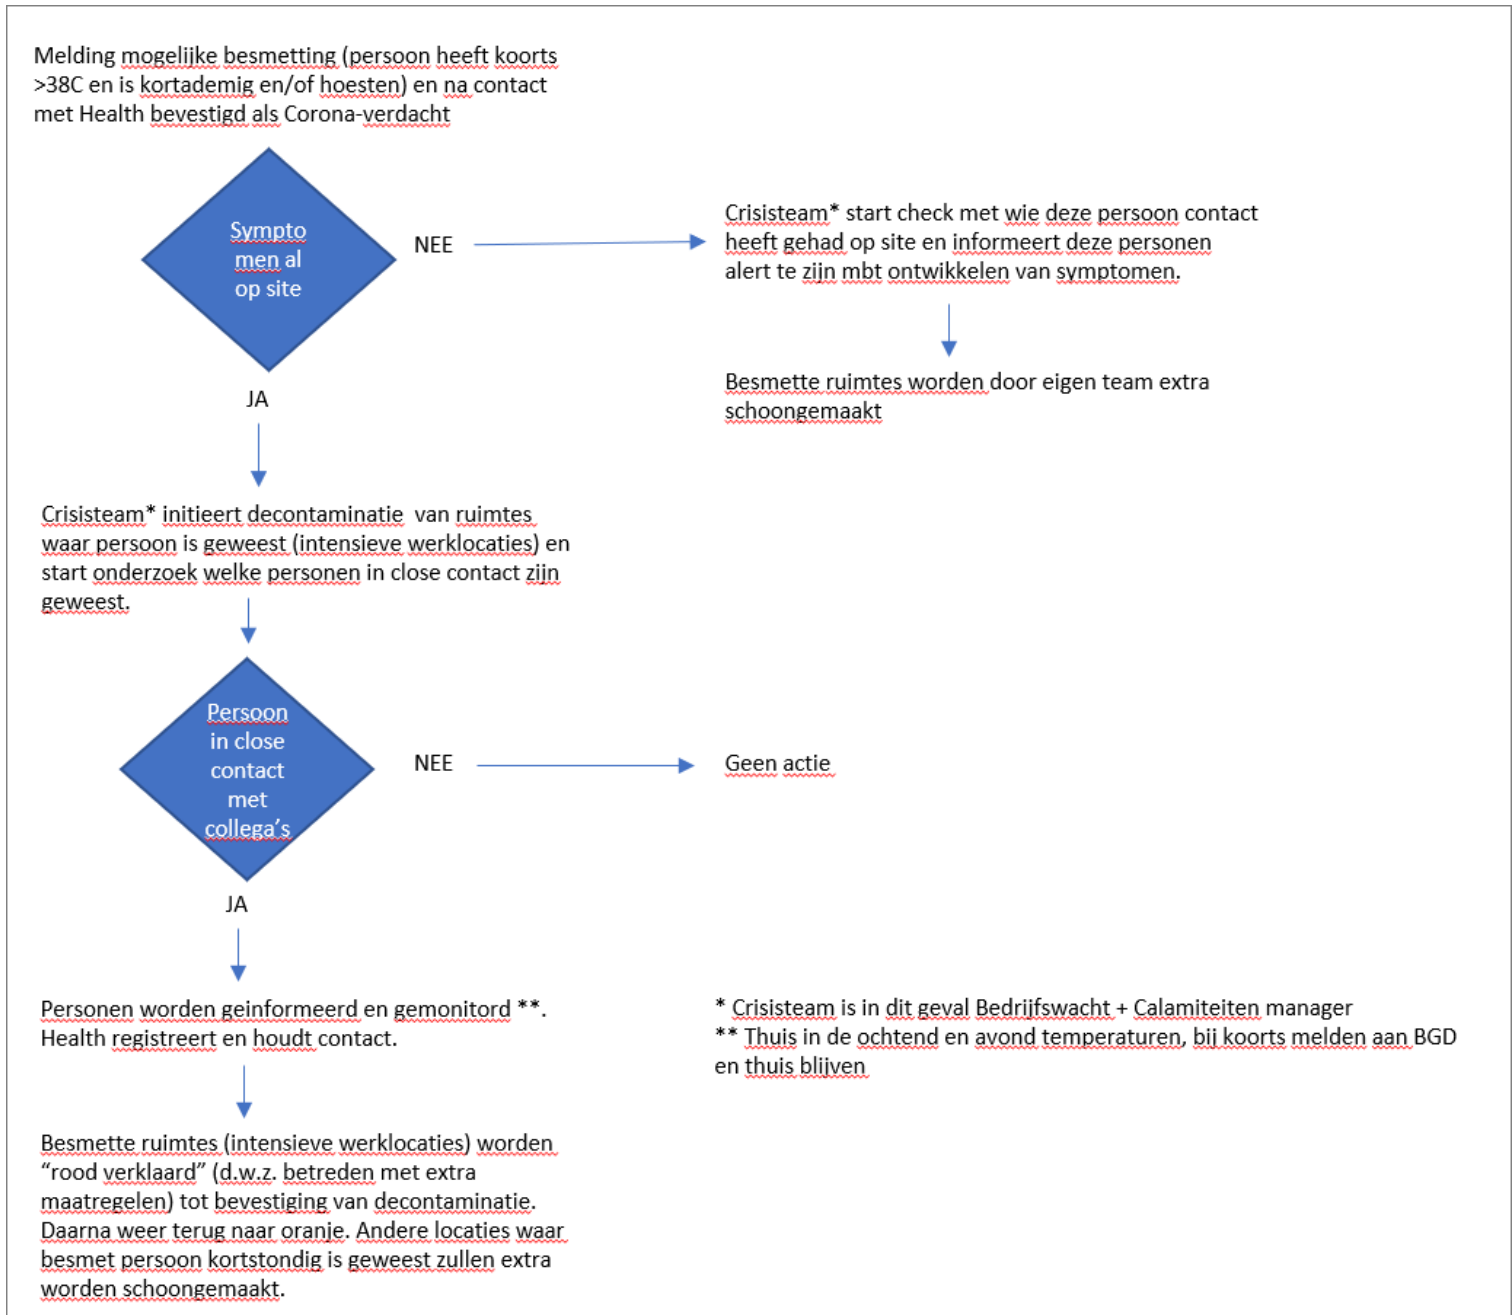 Melding mogelijke besmetting (persoon heeft koorts
>38C en is kortademig en/of hoesten) en na contact
met Health bevestigd als Corona-verdacht
Sympto
men al
op site
NEE
Crisisteam* start check met wie deze persoon contact
heeft gehad op site en informeert deze personen
alert te zijn mbt ontwikkelen van symptomen.
Besmette ruimtes worden door eigen team extra
schoongemaakt
JA
Crisisteam* initieert decontaminatie  van ruimtes
waar persoon is geweest (intensieve werklocaties) en
start onderzoek welke personen in close contact zijn
geweest.
Persoon
in close
contact
met
collega's
NEE
Geen actie
JA
Personen worden geinformeerd en gemonitord **.
Health registreert en houdt contact.
* Crisisteam is in dit geval Bedrijfswacht + Calamiteiten manager
** Thuis in de ochtend en avond temperaturen, bij koorts melden aan BGD
en thuis blijven
Besmette ruimtes (intensieve werklocaties) worden
“rood verklaard” (d.w.z. betreden met extra
maatregelen) tot bevestiging van decontaminatie.
Daarna weer terug naar oranje. Andere locaties waar
besmet persoon kortstondig is geweest zullen extra
worden schoongemaakt.